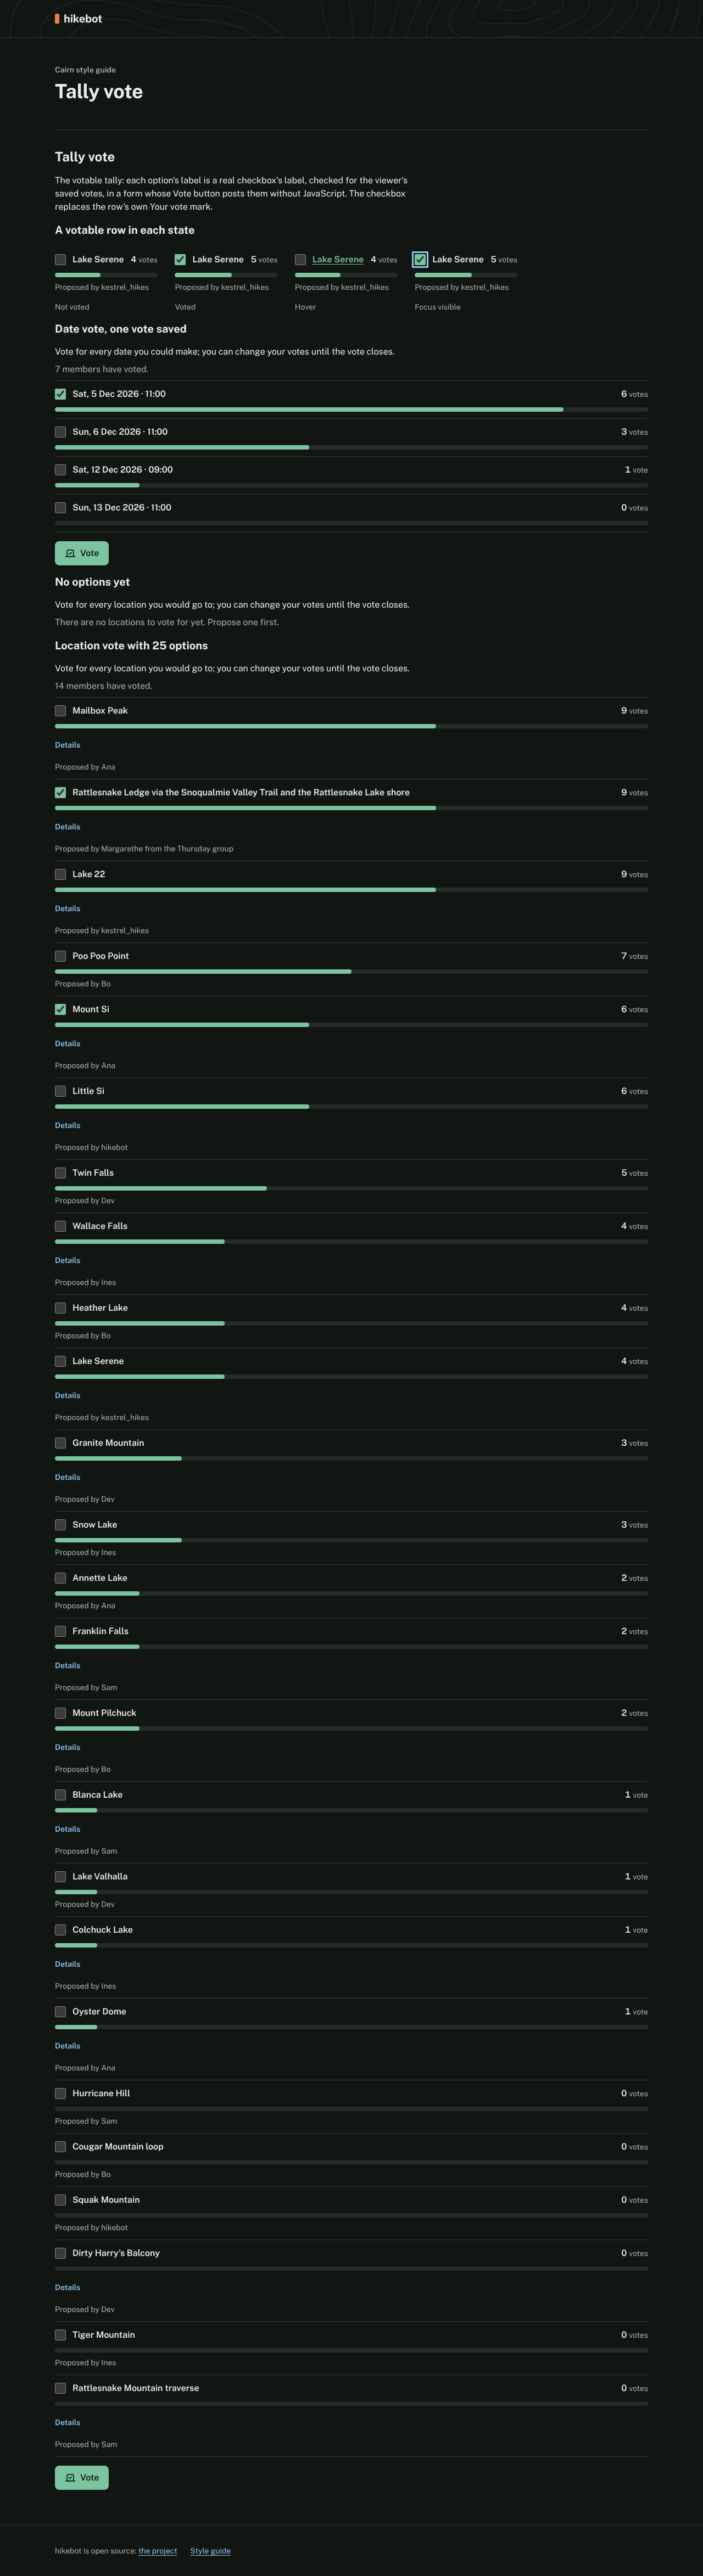 hikebot
Cairn style guide
Tally vote
Tally vote
The votable tally: each option's label is a real checkbox's label, checked for the viewer's
saved votes, in a form whose Vote button posts them without JavaScript. The checkbox
replaces the row's own Your vote mark.
A votable row in each state
Lake Serene 4 votes
Proposed by kestrel_hikes
Not voted
Lake Serene 5 votes
Proposed by kestrel_hikes
Voted
Lake Serene 4 votes
Proposed by kestrel_hikes
Hover
Lake Serene 5 votes
Proposed by kestrel_hikes
Focus visible
Date vote, one vote saved
Vote for every date you could make; you can change your votes until the vote closes.
7 members have voted.
Sat, 5 Dec 2026 · 11:00 6 votes
Sun, 6 Dec 2026 · 11:00 3 votes
Sat, 12 Dec 2026 · 09:00 1 vote
Sun, 13 Dec 2026 · 11:00 0 votes
Vote
No options yet
Vote for every location you would go to; you can change your votes until the vote closes.
There are no locations to vote for yet. Propose one first.
Location vote with 25 options
Vote for every location you would go to; you can change your votes until the vote closes.
14 members have voted.
Mailbox Peak 9 votes
Details
Proposed by Ana
Rattlesnake Ledge via the Snoqualmie Valley Trail and the Rattlesnake Lake shore 9 votes
Details
Proposed by Margarethe from the Thursday group
Lake 22 9 votes
Details
Proposed by kestrel_hikes
Poo Poo Point 7 votes
Proposed by Bo
Mount Si 6 votes
Details
Proposed by Ana
Little Si 6 votes
Details
Proposed by hikebot
Twin Falls 5 votes
Proposed by Dev
Wallace Falls 4 votes
Details
Proposed by Ines
Heather Lake 4 votes
Proposed by Bo
Lake Serene 4 votes
Details
Proposed by kestrel_hikes
Granite Mountain 3 votes
Details
Proposed by Dev
Snow Lake 3 votes
Proposed by Ines
Annette Lake 2 votes
Proposed by Ana
Franklin Falls 2 votes
Details
Proposed by Sam
Mount Pilchuck 2 votes
Details
Proposed by Bo
Blanca Lake 1 vote
Details
Proposed by Sam
Lake Valhalla 1 vote
Proposed by Dev
Colchuck Lake 1 vote
Details
Proposed by Ines
Oyster Dome 1 vote
Details
Proposed by Ana
Hurricane Hill 0 votes
Proposed by Sam
Cougar Mountain loop 0 votes
Proposed by Bo
Squak Mountain 0 votes
Proposed by hikebot
Dirty Harry's Balcony 0 votes
Details
Proposed by Dev
Tiger Mountain 0 votes
Proposed by Ines
Rattlesnake Mountain traverse 0 votes
Details
Proposed by Sam
Vote
hikebot is open source: the project Style guide